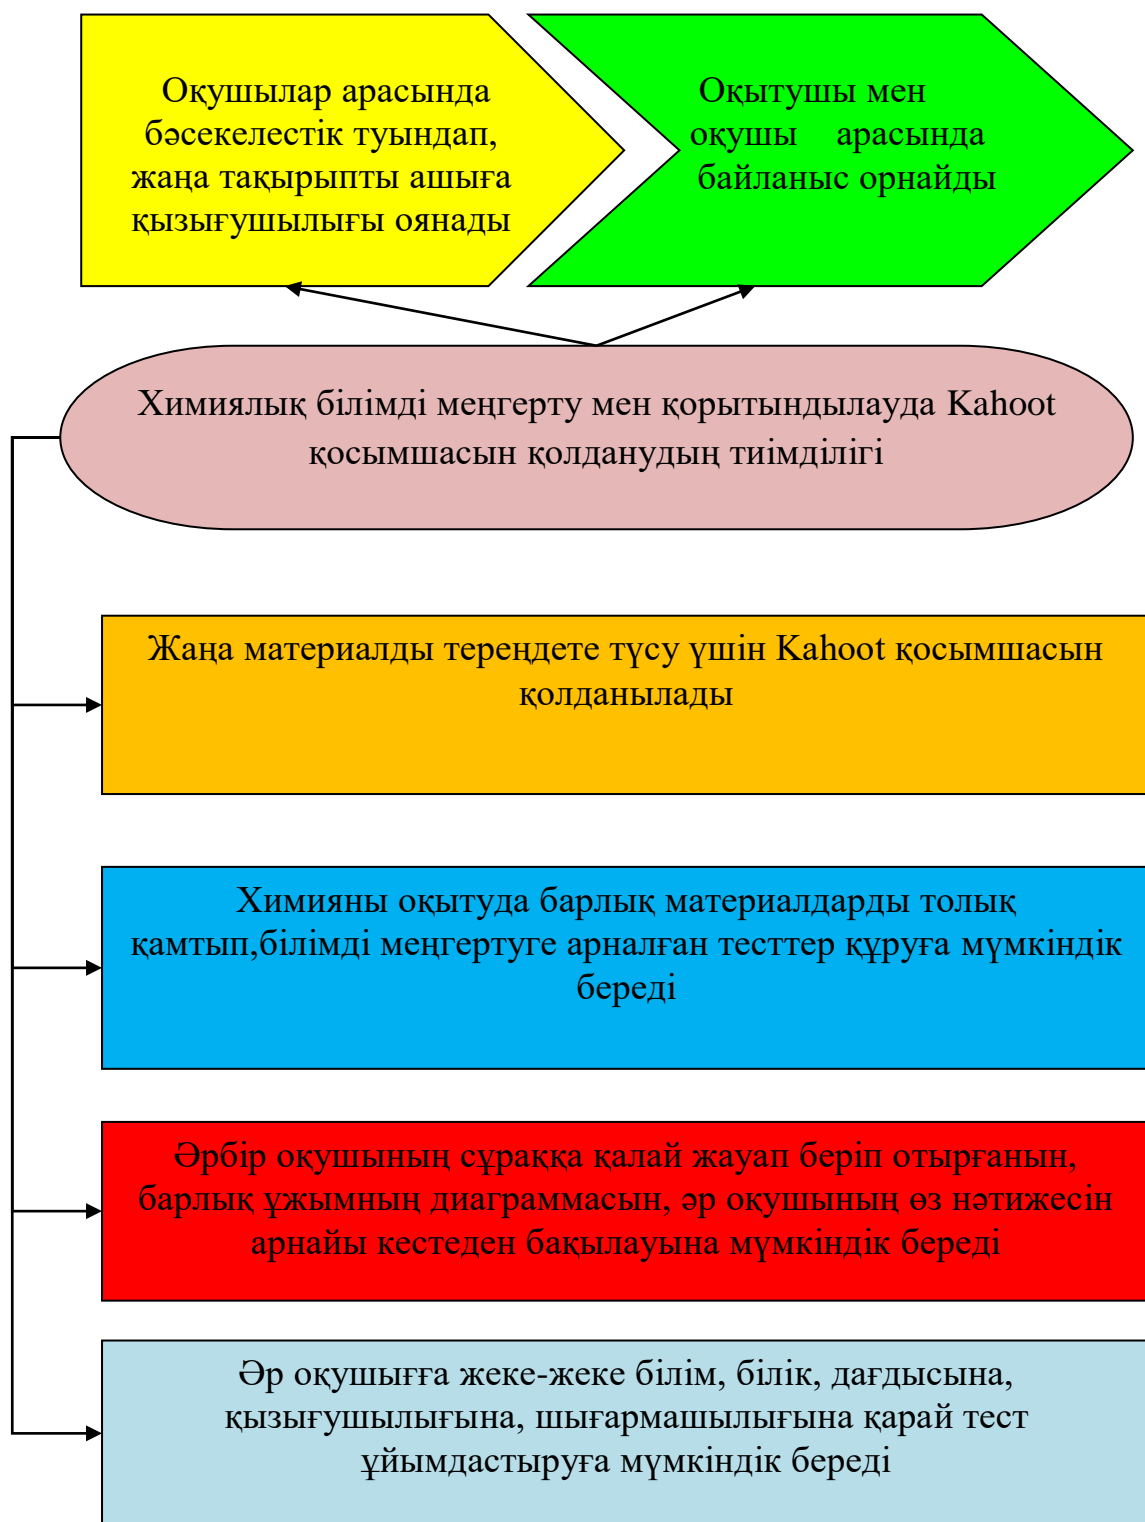 Оқушылар арасында
бәсекелестік туындап,
жаңа тақырыпты ашыға
қызығушылығы оянады
Оқытушы мен
оқушы арасында
байланыс орнайды
Химиялық білімді меңгерту мен қорытындылауда Kahoot
қосымшасын қолданудың тиімділігі
Жаңа материалды тереңдете түсу үшін Kahoot қосымшасын
қолданылады
Химияны оқытуда барлық материалдарды толық
қамтып,білімді меңгертуге арналған тесттер құруға мүмкіндік
береді
Әрбір оқушының сұраққа қалай жауап беріп отырғанын,
барлық ұжымның диаграммасын, әр оқушының өз нәтижесін
арнайы кестеден бақылауына мүмкіндік береді
Әр оқушығға жеке-жеке білім, білік, дағдысына,
қызығушылығына, шығармашылығына қарай тест
ұйымдастыруға мүмкіндік береді